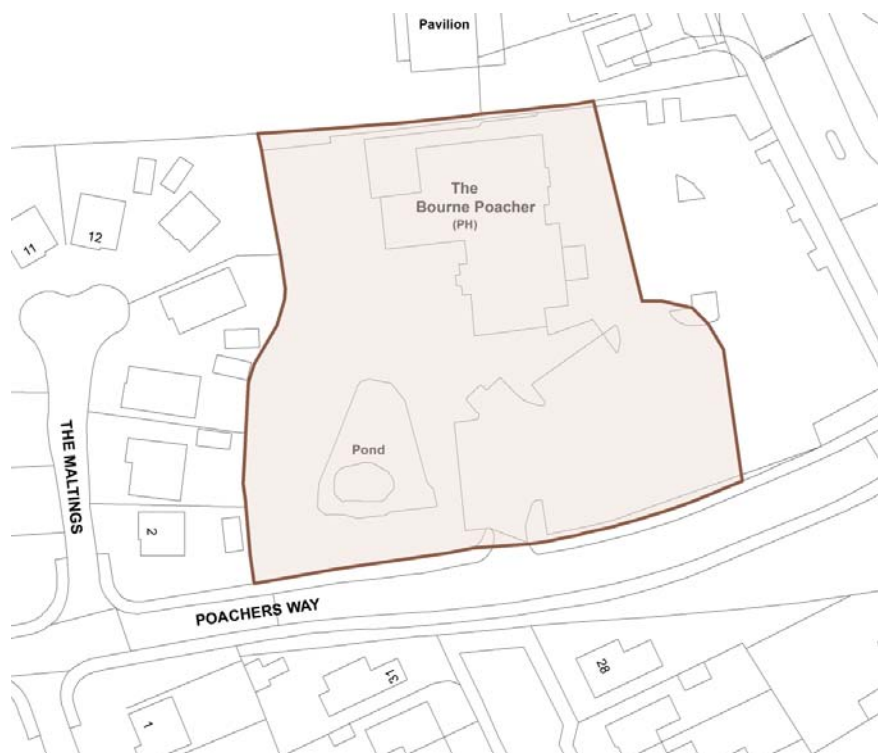 Pavilion
The
Bourne Poacher
(PH)
11
12
THE MALTINGS
Pond
2
POACHERS WAY
28
31
1